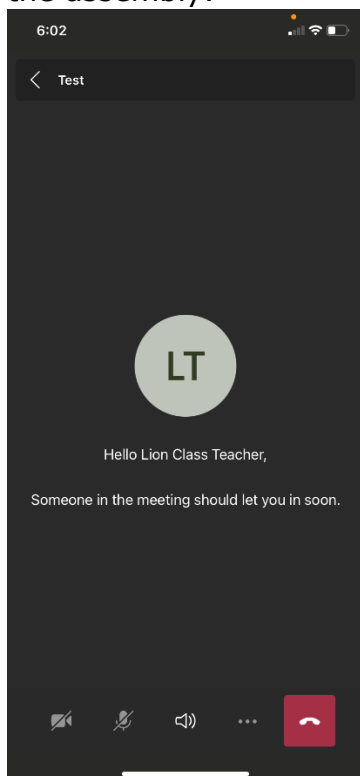 the assembly.
6:02
Test
LT
Hello Lion Class Teacher,
Someone in the meeting should let you in soon.